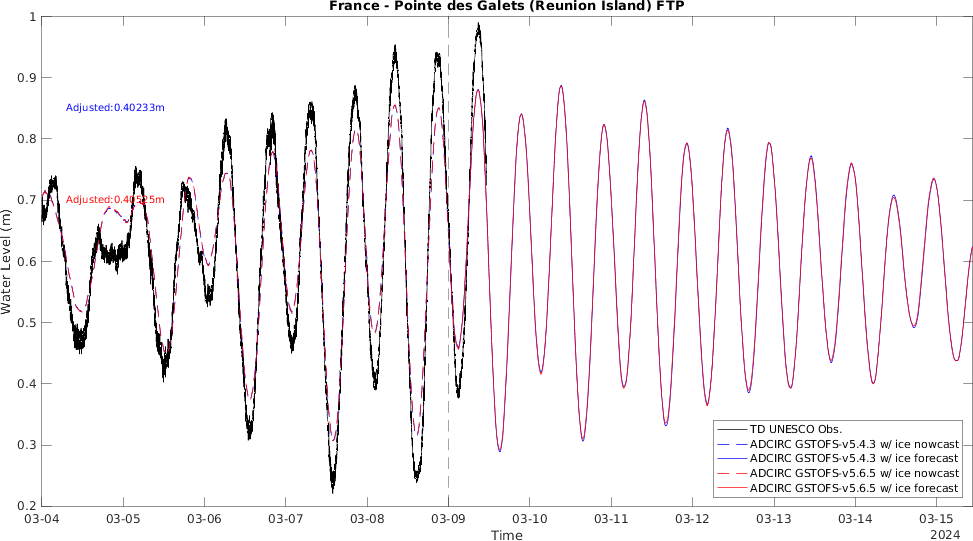 France - Pointe des Galets (Reunion Island) FTP
1
0.9
0.8
0.7
0.6
0.5
0.4
0.3
0.2
Water Level (m)
Adjusted:0.40233m
Adjusted:0.40525m
TD UNESCO Obs.
ADCIRC GSTOFS-v5.4.3 w/ ice nowcast
ADCIRC GSTOFS-v5.4.3 w/ ice forecast
ADCIRC GSTOFS-v5.6.5 w/ ice nowcast
ADCIRC GSTOFS-v5.6.5 w/ ice forecast
03-04 03-05 03-06 03-07 03-08 03-09 03-10 03-11 03-12 03-13 03-14 03-15
Time
2024